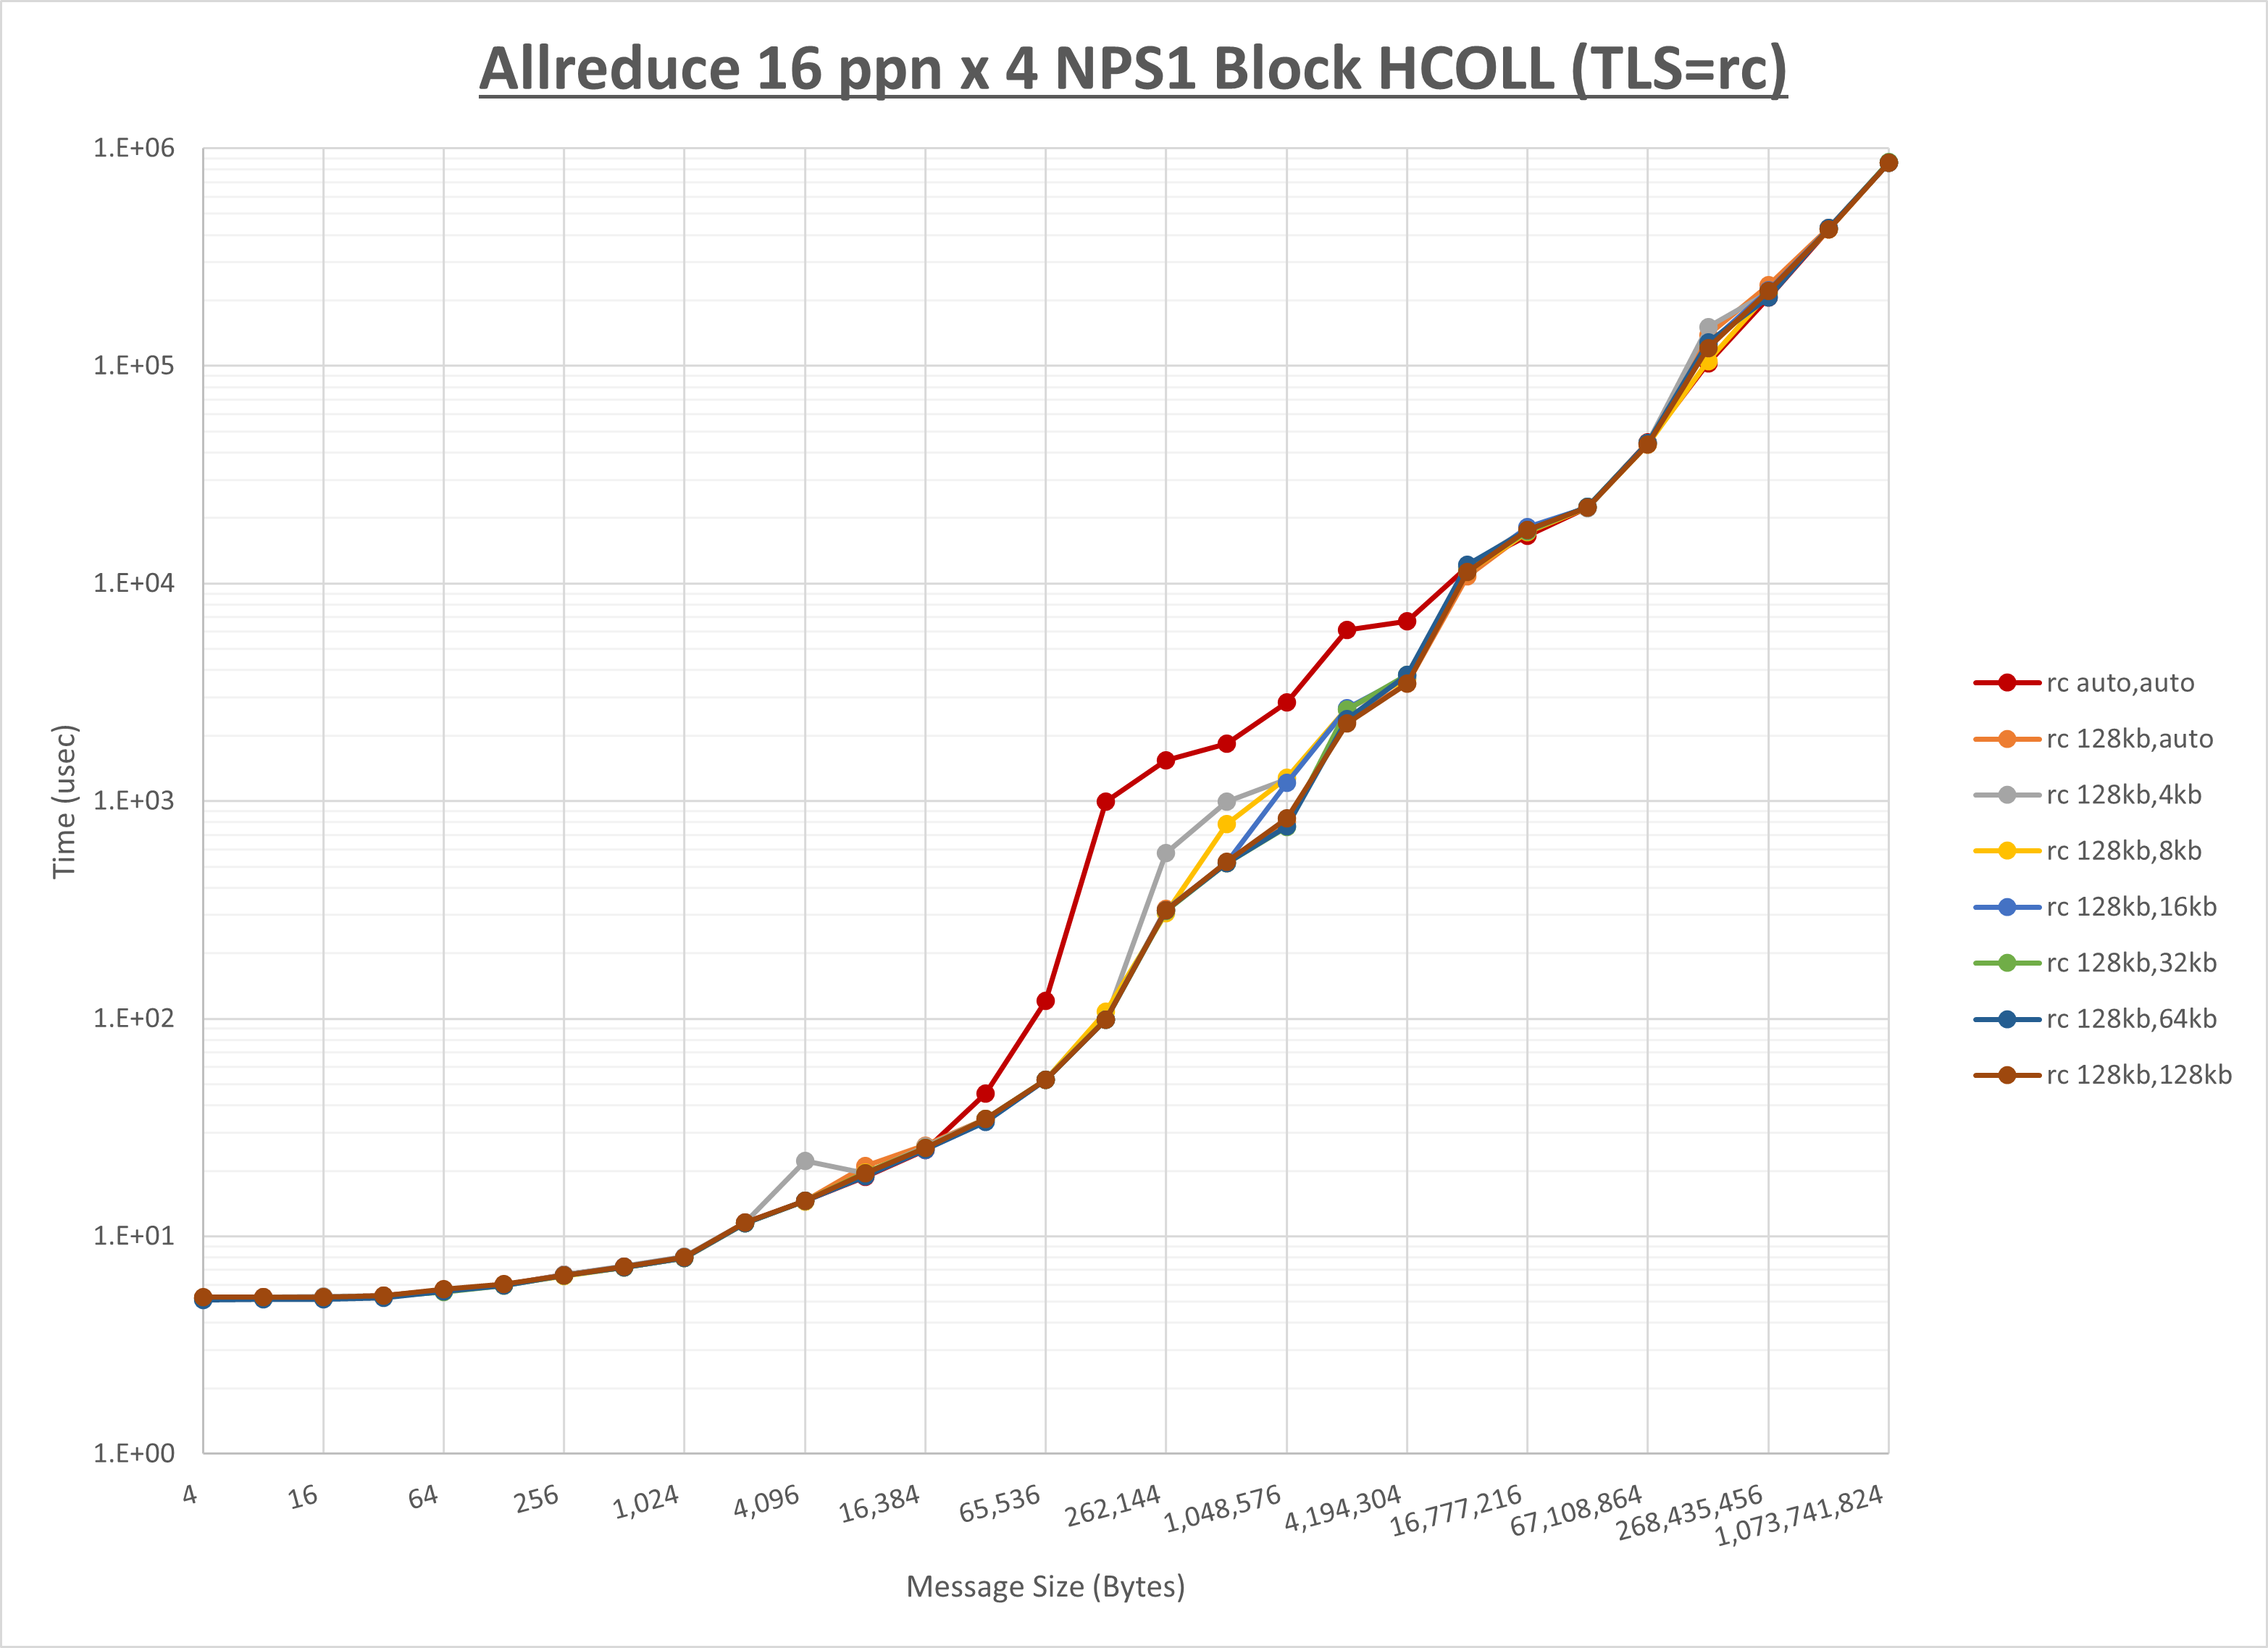 Allreduce 16 ppn x 4 NPS1 Block HCOLL (TLS=rc)
1.E+06
1.E+05
1.E+04
1.E+03
1.E+02
1.E+01
1.E+00
Time (usec)
4
16
64
256
1,024
4,096
16,384
65,536
262,144
1,048,576
4,194,304
16,777,216
67,108,864
268,435,456
1,073,741,824
Message Size (Bytes)
rc auto,auto
rc 128kb,auto
rc 128kb,4kb
rc 128kb,8kb
rc 128kb,16kb
rc 128kb,32kb
rc 128kb,64kb
rc 128kb,128kb